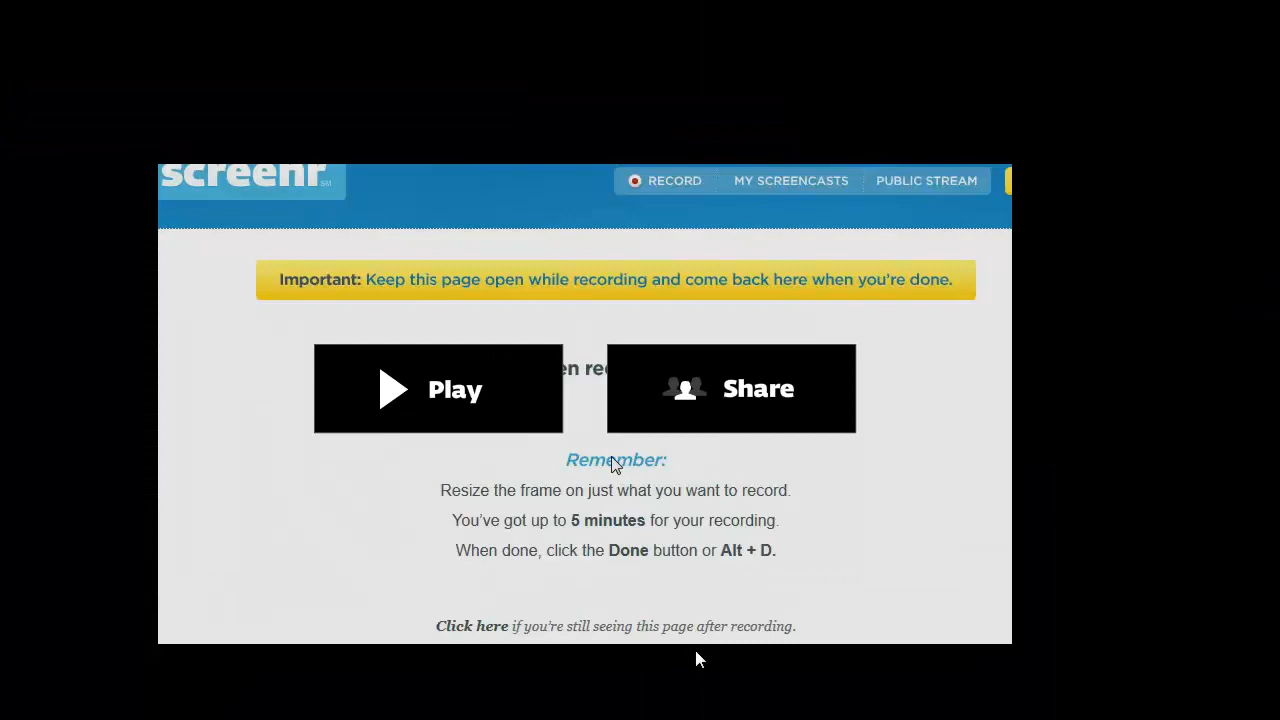 screenr SM
RECORD MY SCREENCASTS PUBLIC STREAM
Important: Keep this page open while recording and come back here when you're done.
Play Share
Remember:
Resize the frame on just what you want to record.
You've got up to 5 minutes for your recording.
When done, click the Done button or Alt + D.
Click here if you're still seeing this page after recording.